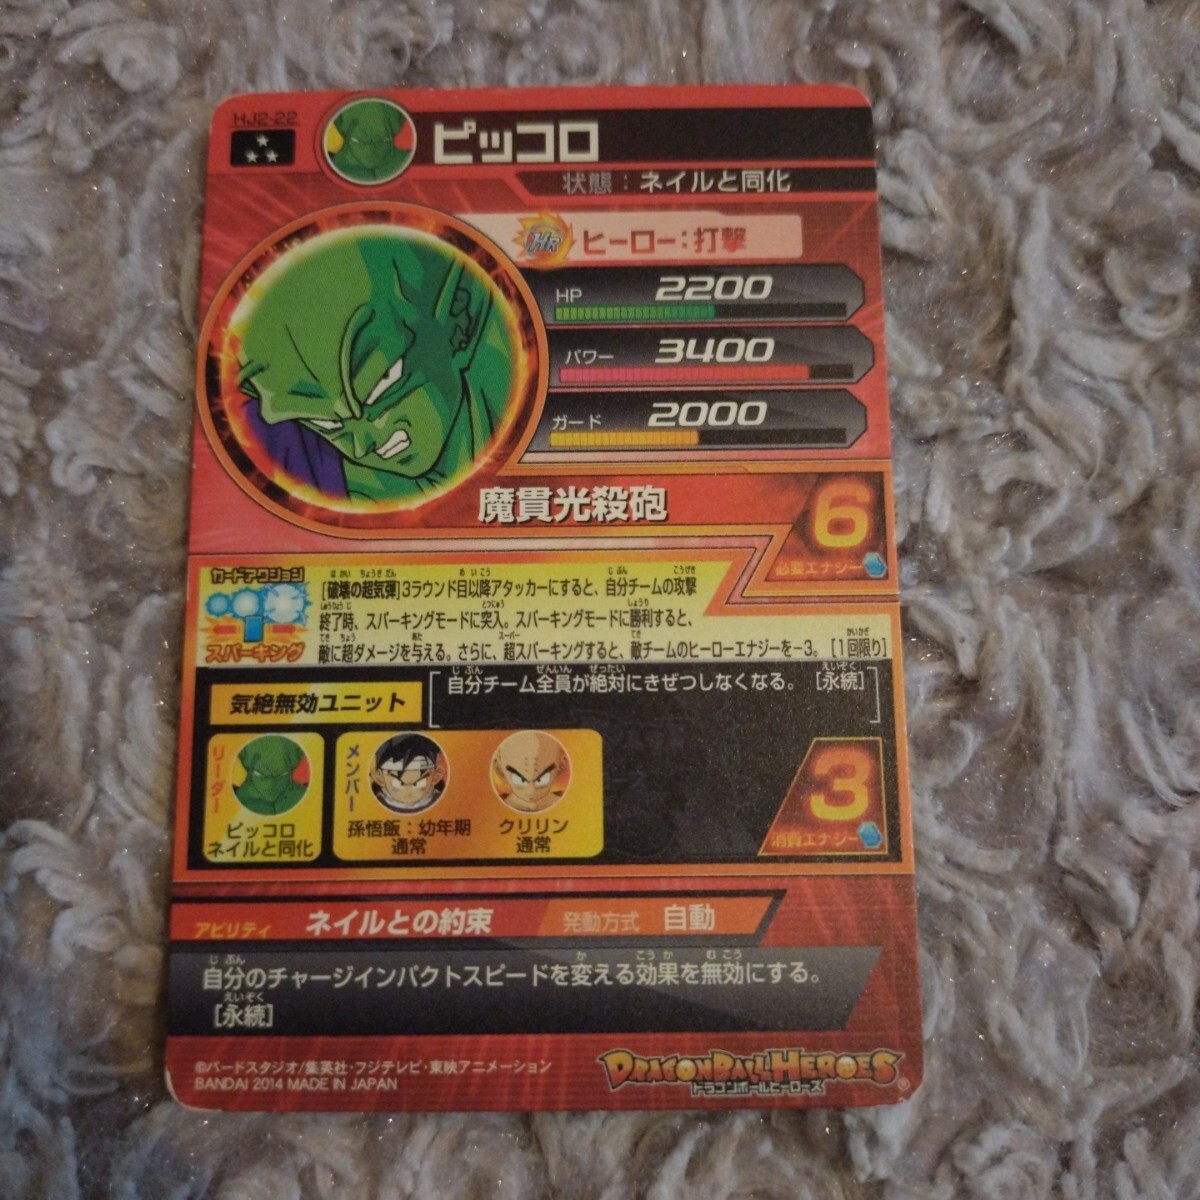 HJ2-22
ピッコロ
状態：ネイルと同化
HR ヒーロー：打撃
HP 2200
パワー 3400
ガード 2000
魔貫光殺砲
6
必要エナジー
カードアクション
スパーキング
[破壊の超気弾]3ラウンド目以降アタッカーにすると、自分チームの攻撃
終了時、スパーキングモードに突入。スパーキングモードに勝利すると、
敵に超ダメージを与える。さらに、超スパーキングすると、敵チームのヒーローエナジーを-3。[1回限り]
気絶無効ユニット
自分チーム全員が絶対にきぜつしなくなる。[永続]
リーダー
ピッコロ
ネイルと同化
メンバー
孫悟飯：幼年期
通常
クリリン
通常
3
消費エナジー
アビリティ ネイルとの約束 発動方式 自動
自分のチャージインパクトスピードを変える効果を無効にする。
[永続]
©バードスタジオ/集英社・フジテレビ・東映アニメーション
BANDAI 2014 MADE IN JAPAN
DRAGONBALL HEROES
ドラゴンボールヒーローズ